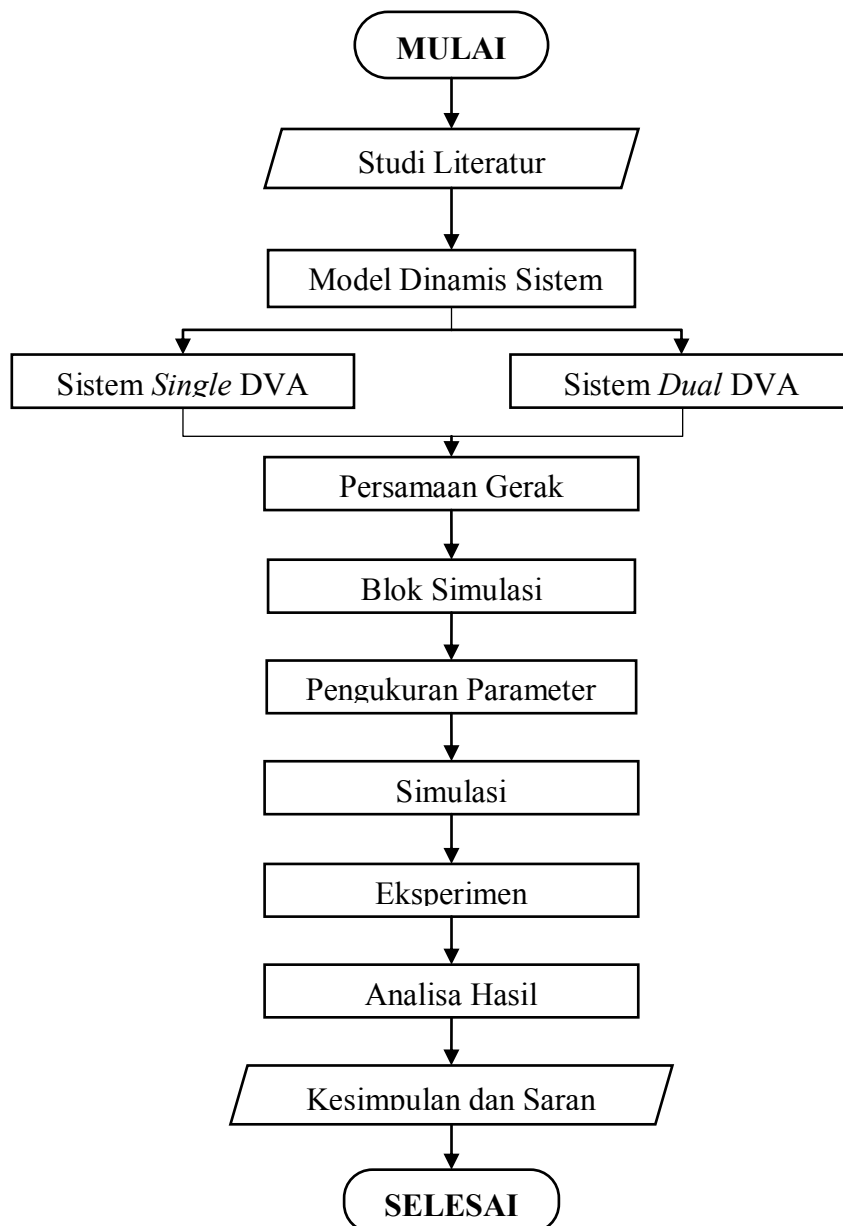 MULAI
Studi Literatur
Model Dinamis Sistem
Sistem Single DVA
Sistem Dual DVA
Persamaan Gerak
Blok Simulasi
Pengukuran Parameter
Simulasi
Eksperimen
Analisa Hasil
Kesimpulan dan Saran
SELESAI